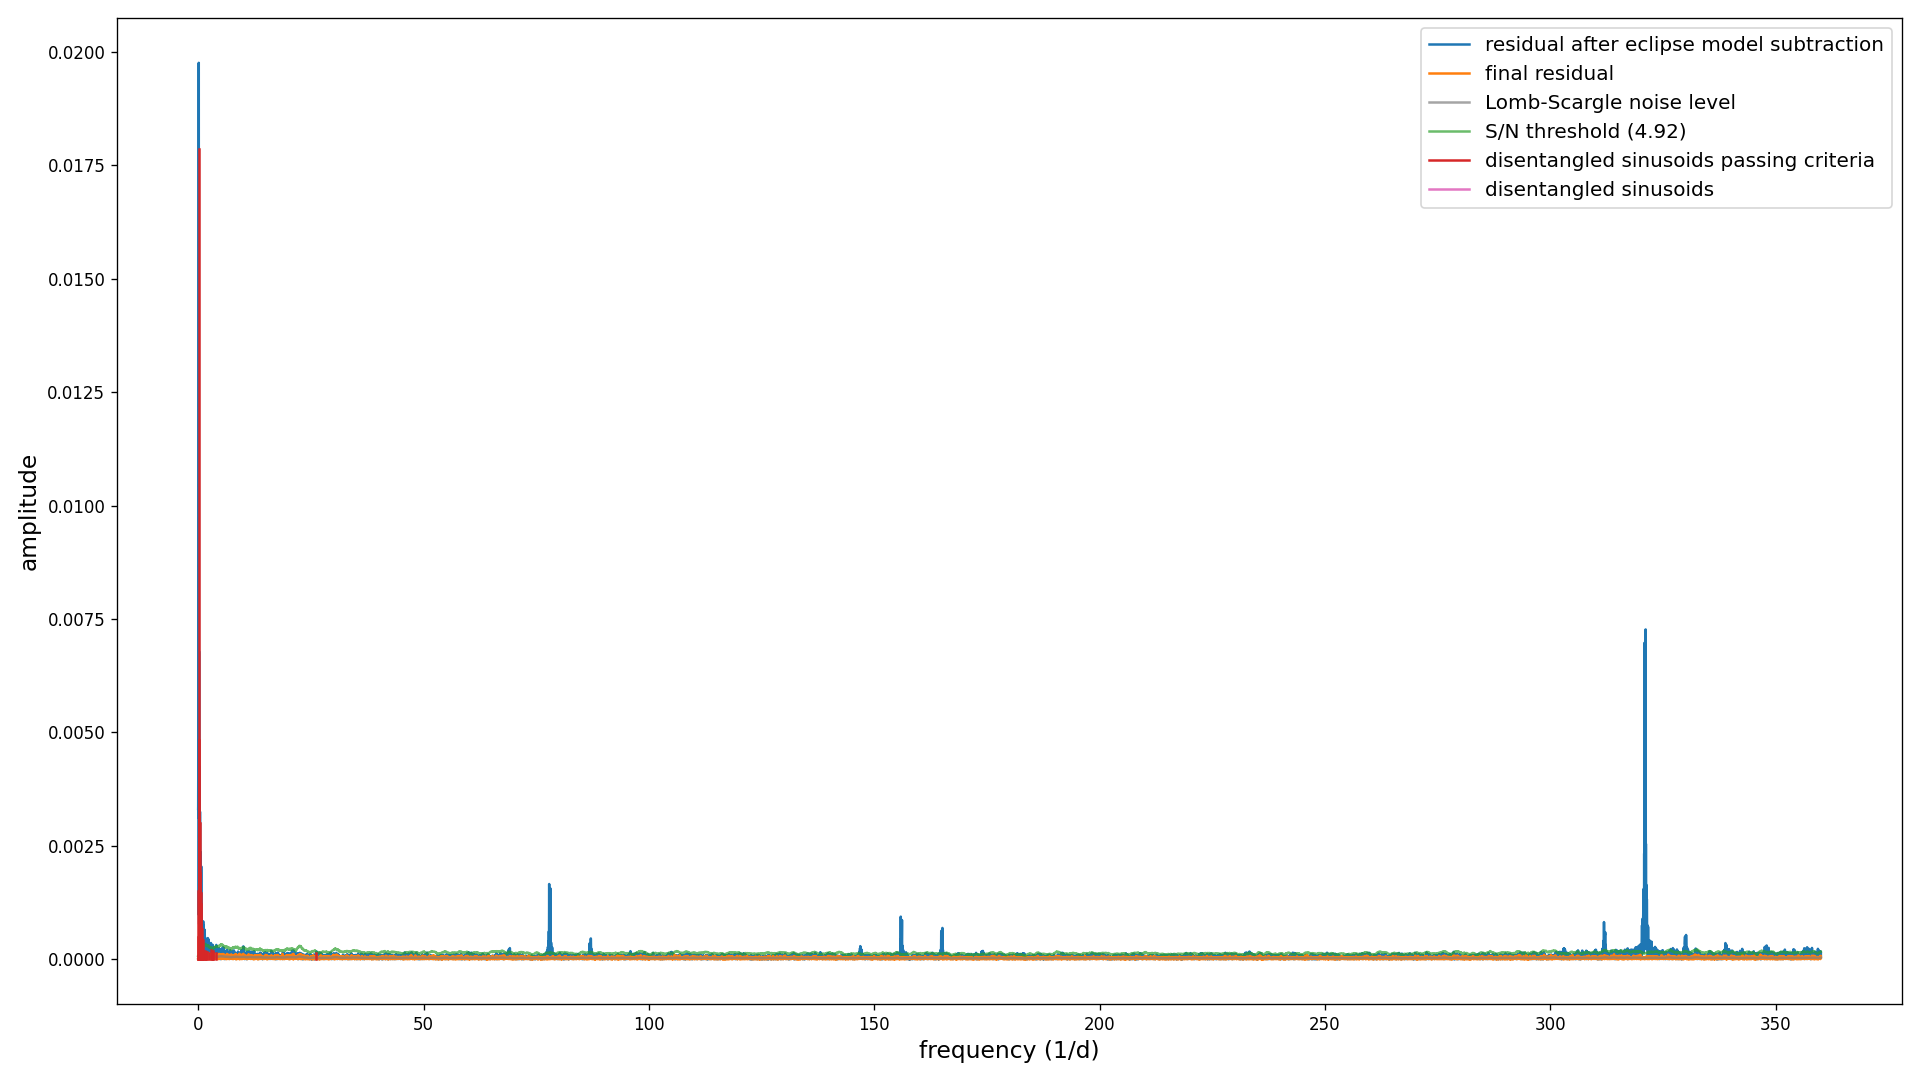 0.0200
0.0175
0.0150
0.0125
0.0100
0.0075
0.0050
0.0025
0.0000
amplitude
residual after eclipse model subtraction
final residual
Lomb-Scargle noise level
S/N threshold (4.92)
disentangled sinusoids passing criteria
disentangled sinusoids
0 50 100 150 200 250 300 350
frequency (1/d)